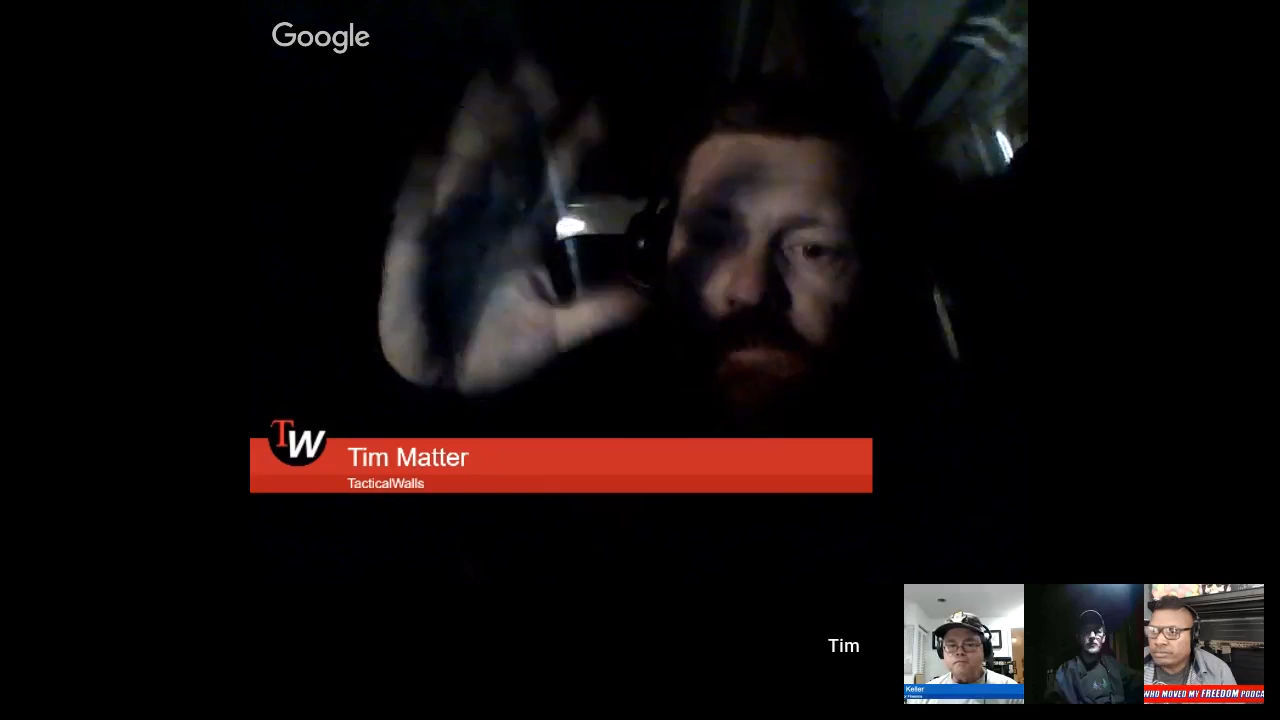 Google
TW
Tim Matter
TacticalWalls
Tim
Keller
WHO MOVED MY FREEDOM PODCA